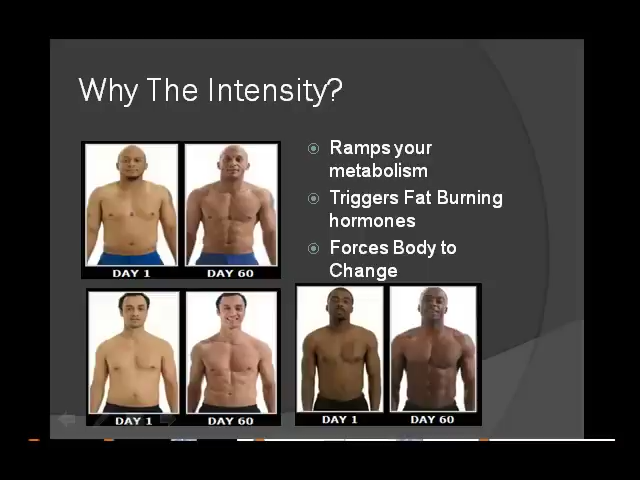 Why The Intensity?
Ramps your
metabolism
Triggers Fat Burning
hormones
Forces Body to
Change
DAY 1
DAY 60
DAY 1
DAY 60
DAY 1
DAY 60